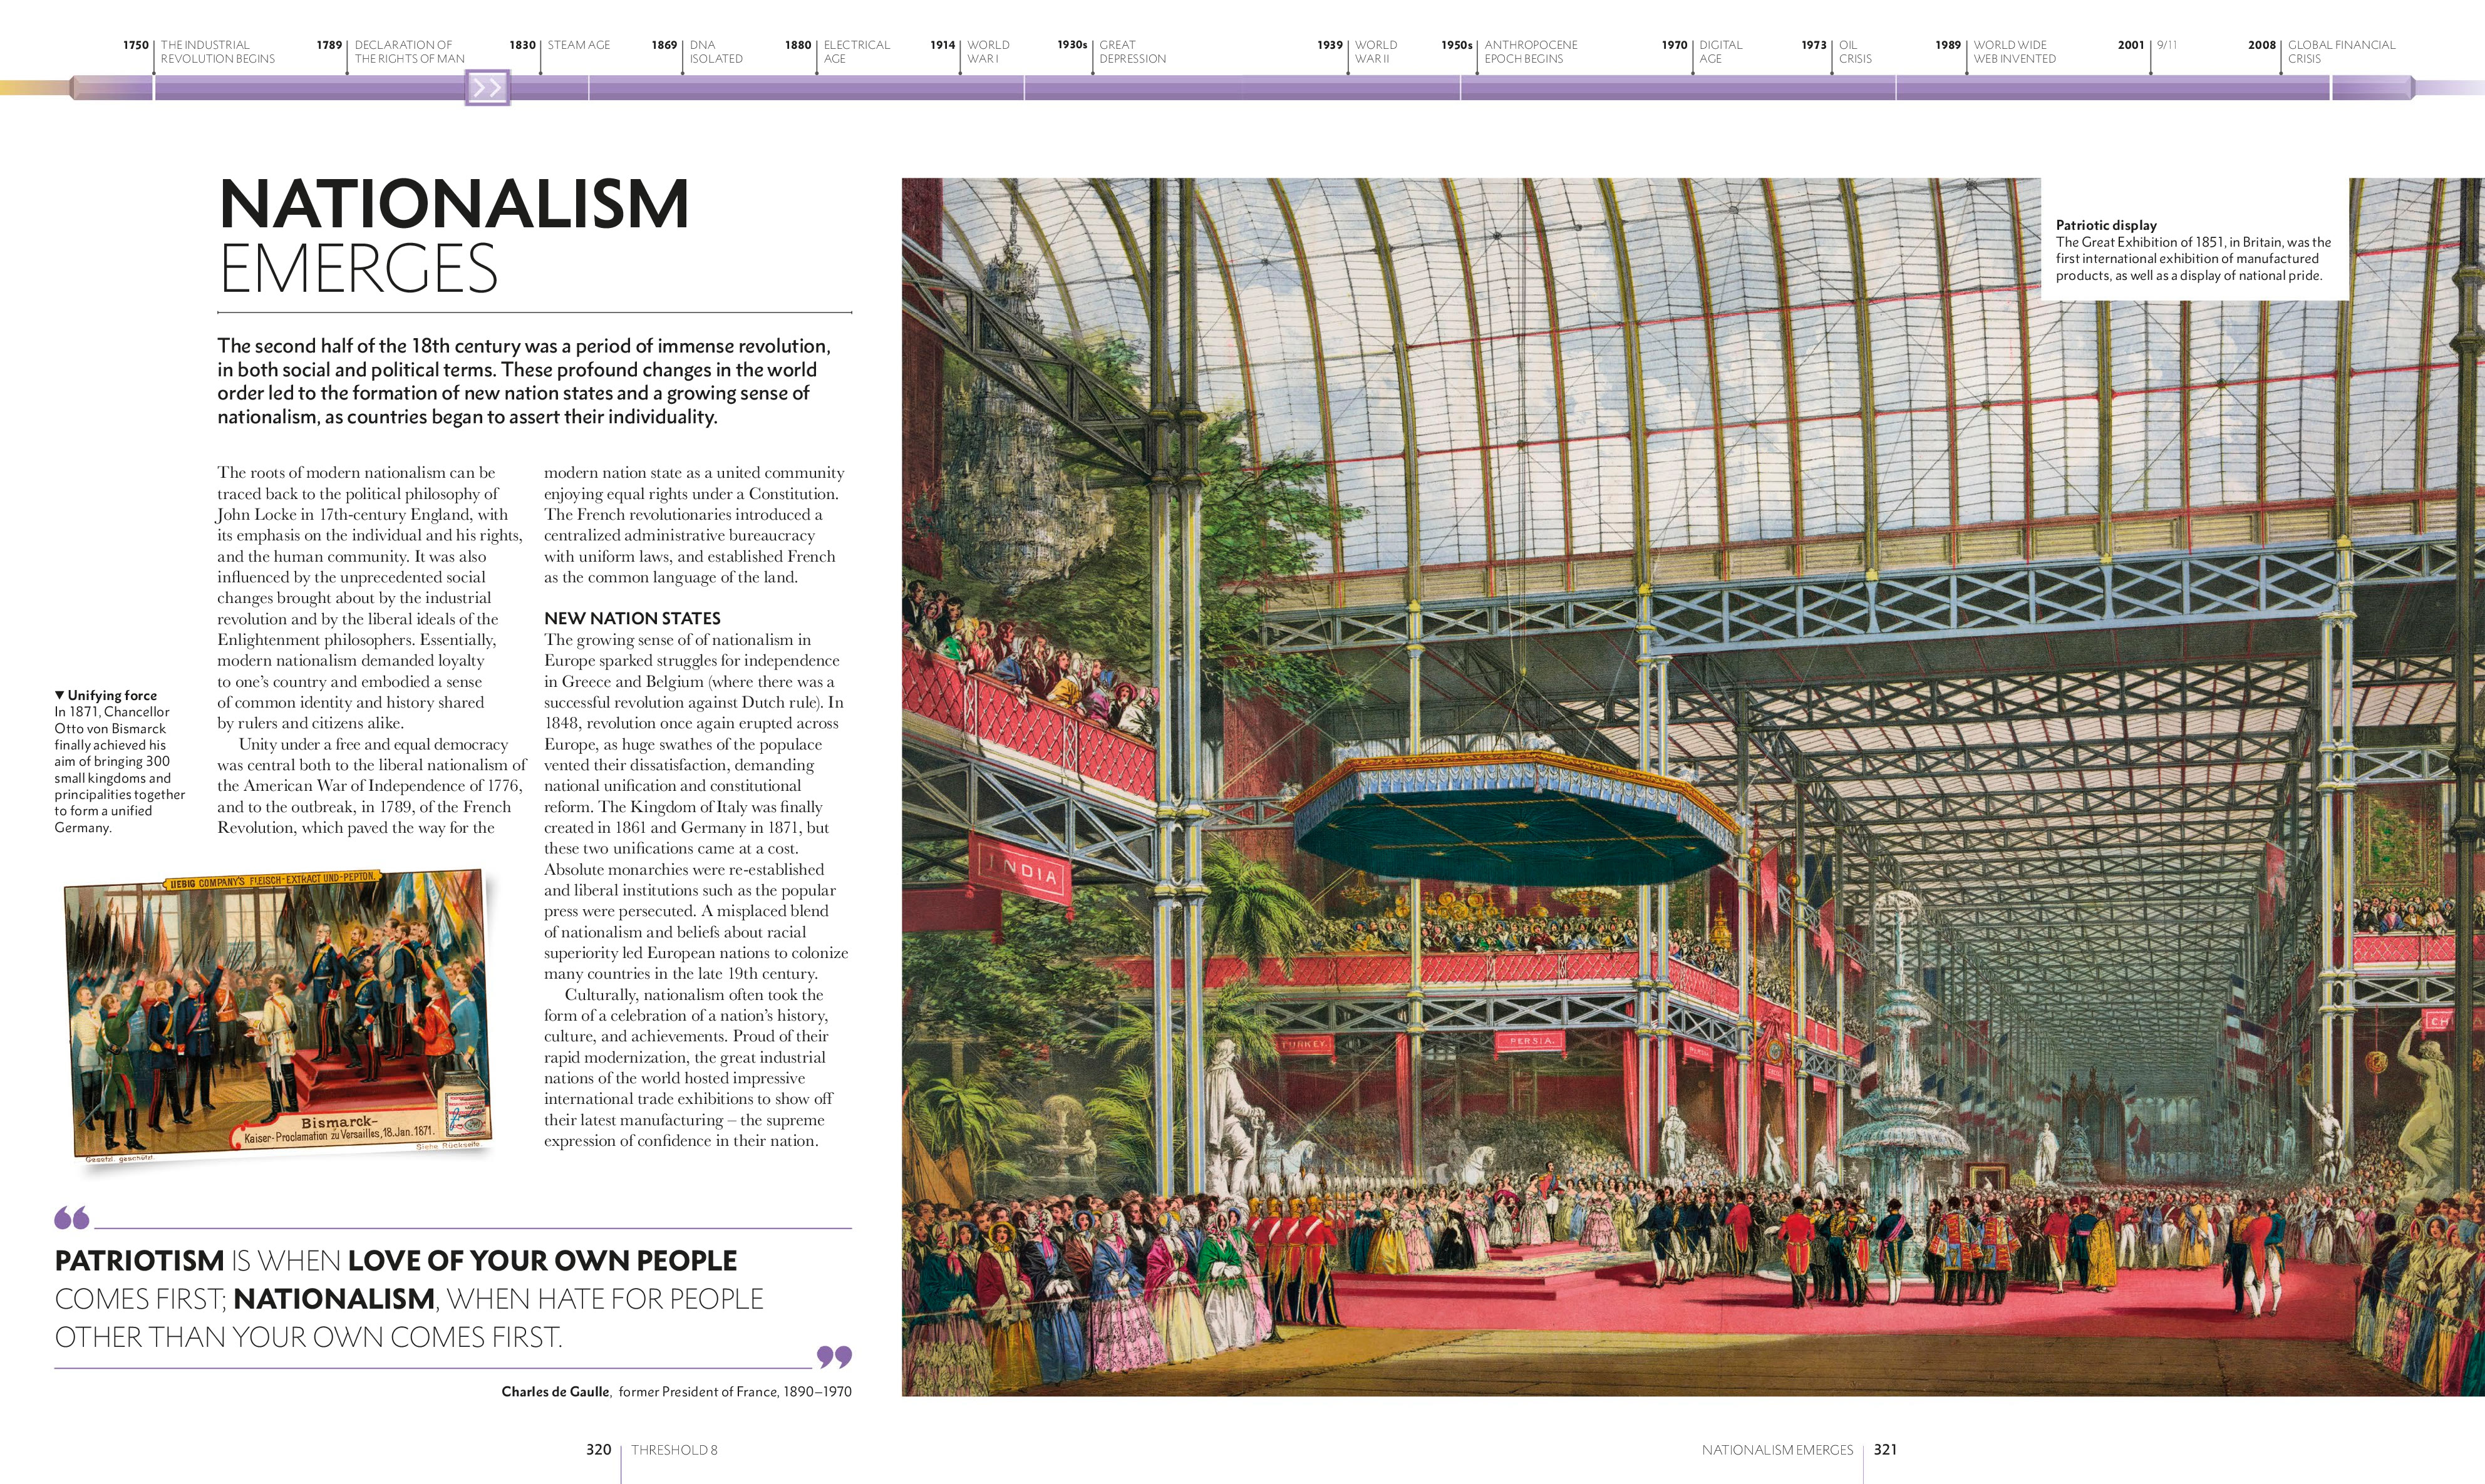 1750 THE INDUSTRIAL
REVOLUTION BEGINS
1789 DECLARATION OF
THE RIGHTS OF MAN
1830 STEAM AGE
1869 DNA
ISOLATED
1880 ELECTRICAL
AGE
1914 WORLD
WAR I
1930s GREAT
DEPRESSION
1939 WORLD
WAR II
1950s ANTHROPOCENE
EPOCH BEGINS
1970 DIGITAL
AGE
1973 OIL
CRISIS
1989 WORLD WIDE
WEB INVENTED
2001 9/11
2008 GLOBAL FINANCIAL
CRISIS
NATIONALISM
EMERGES
The second half of the 18th century was a period of immense revolution,
in both social and political terms. These profound changes in the world
order led to the formation of new nation states and a growing sense of
nationalism, as countries began to assert their individuality.
The roots of modern nationalism can be
traced back to the political philosophy of
John Locke in 17th-century England, with
its emphasis on the individual and his rights,
and the human community. It was also
influenced by the unprecedented social
changes brought about by the industrial
revolution and by the liberal ideals of the
Enlightenment philosophers. Essentially,
modern nationalism demanded loyalty
to one's country and embodied a sense
of common identity and history shared
by rulers and citizens alike.
Unity under a free and equal democracy
was central both to the liberal nationalism of
the American War of Independence of 1776,
and to the outbreak, in 1789, of the French
Revolution, which paved the way for the
modern nation state as a united community
enjoying equal rights under a Constitution.
The French revolutionaries introduced a
centralized administrative bureaucracy
with uniform laws, and established French
as the common language of the land.
NEW NATION STATES
The growing sense of of nationalism in
Europe sparked struggles for independence
in Greece and Belgium (where there was a
successful revolution against Dutch rule). In
1848, revolution once again erupted across
Europe, as huge swathes of the populace
vented their dissatisfaction, demanding
national unification and constitutional
reform. The Kingdom of Italy was finally
created in 1861 and Germany in 1871, but
these two unifications came at a cost.
Absolute monarchies were re-established
and liberal institutions such as the popular
press were persecuted. A misplaced blend
of nationalism and beliefs about racial
superiority led European nations to colonize
many countries in the late 19th century.
Culturally, nationalism often took the
form of a celebration of a nation's history,
culture, and achievements. Proud of their
rapid modernization, the great industrial
nations of the world hosted impressive
international trade exhibitions to show off
their latest manufacturing – the supreme
expression of confidence in their nation.
▼ Unifying force
In 1871, Chancellor
Otto von Bismarck
finally achieved his
aim of bringing 300
small kingdoms and
principalities together
to form a unified
Germany.
LIEBIG COMPANY'S FLEISCH-EXTRACT UND-PEPTON.
Bismarck-
Kaiser-Proclamation zu Versailles, 18. Jan. 1871.
Gesetzl. geschützt.
Siehe Rückseite
“
PATRIOTISM IS WHEN LOVE OF YOUR OWN PEOPLE
COMES FIRST; NATIONALISM, WHEN HATE FOR PEOPLE
OTHER THAN YOUR OWN COMES FIRST.
”
Charles de Gaulle, former President of France, 1890–1970
Patriotic display
The Great Exhibition of 1851, in Britain, was the
first international exhibition of manufactured
products, as well as a display of national pride.
INDIA
TURKEY.
PERSIA.
CH
320 THRESHOLD 8
NATIONALISM EMERGES 321